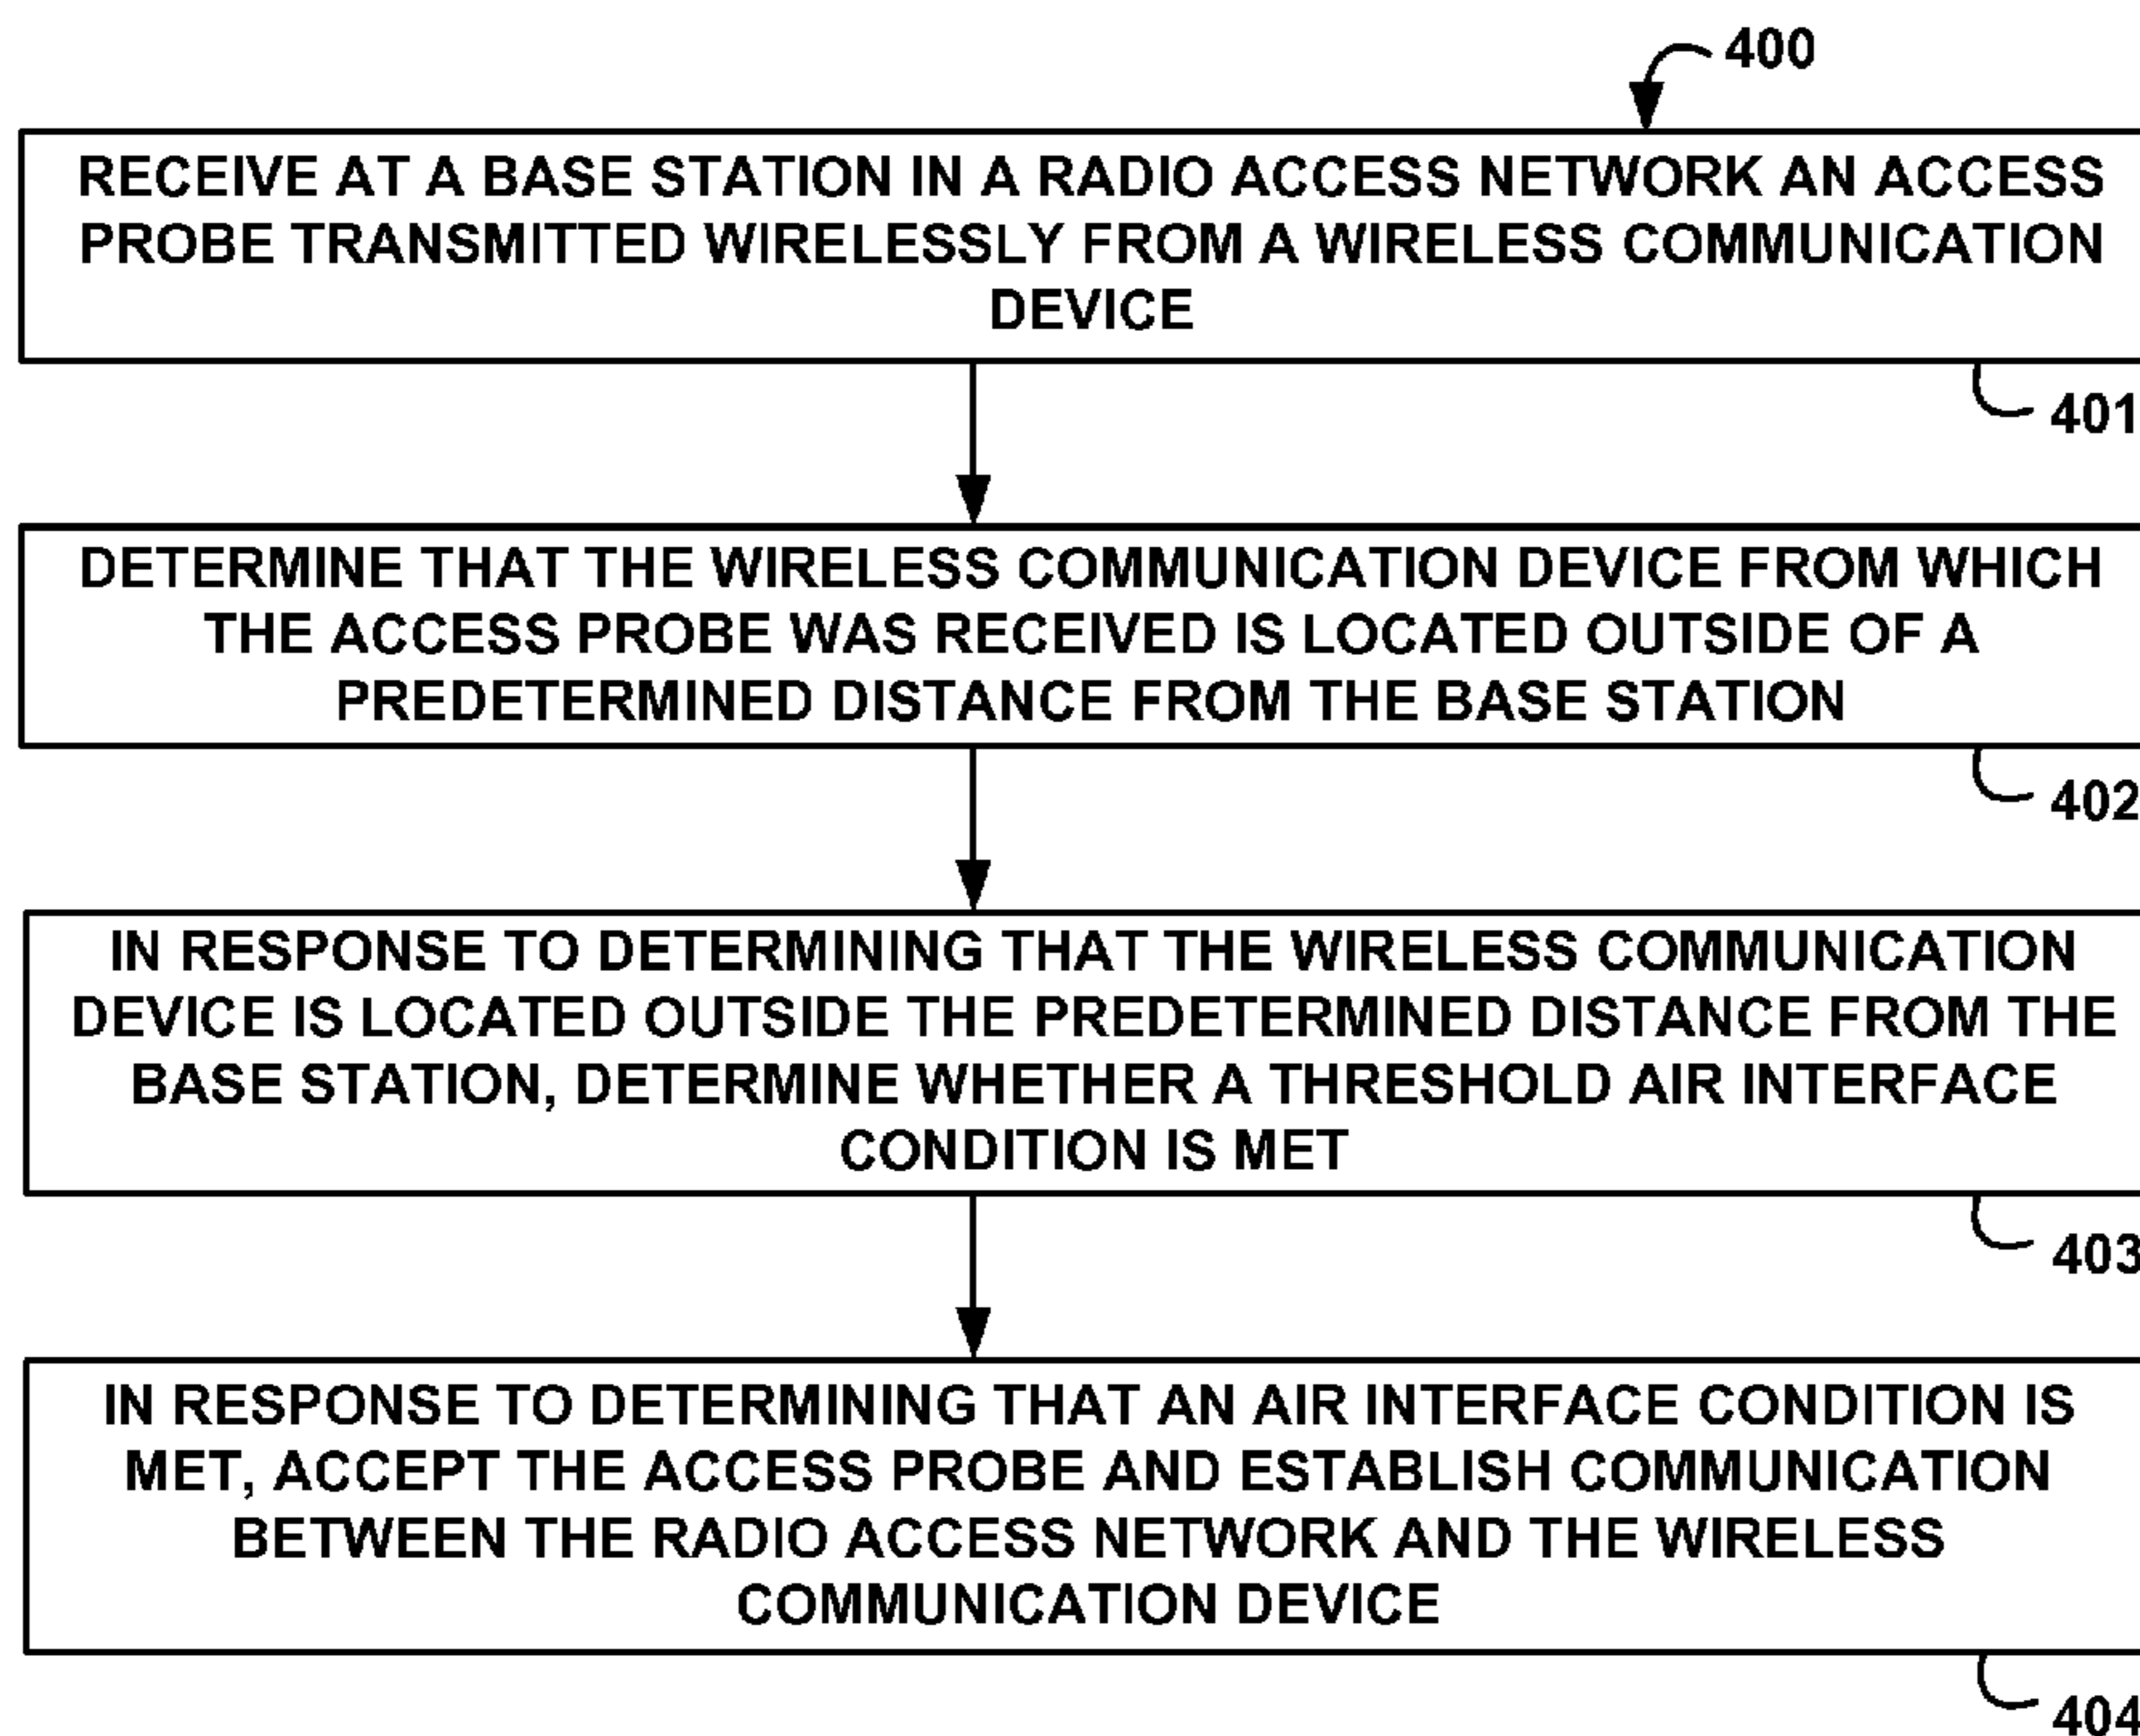 400
RECEIVE AT A BASE STATION IN A RADIO ACCESS NETWORK AN ACCESS
PROBE TRANSMITTED WIRELESSLY FROM A WIRELESS COMMUNICATION
DEVICE
401
DETERMINE THAT THE WIRELESS COMMUNICATION DEVICE FROM WHICH
THE ACCESS PROBE WAS RECEIVED IS LOCATED OUTSIDE OF A
PREDETERMINED DISTANCE FROM THE BASE STATION
402
IN RESPONSE TO DETERMINING THAT THE WIRELESS COMMUNICATION
DEVICE IS LOCATED OUTSIDE THE PREDETERMINED DISTANCE FROM THE
BASE STATION, DETERMINE WHETHER A THRESHOLD AIR INTERFACE
CONDITION IS MET
403
IN RESPONSE TO DETERMINING THAT AN AIR INTERFACE CONDITION IS
MET, ACCEPT THE ACCESS PROBE AND ESTABLISH COMMUNICATION
BETWEEN THE RADIO ACCESS NETWORK AND THE WIRELESS
COMMUNICATION DEVICE
404